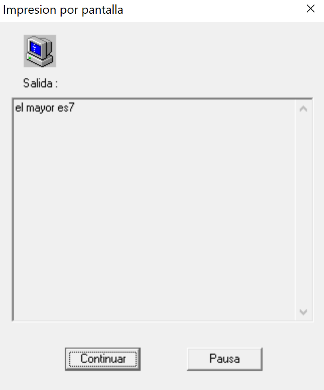 Impresion por pantalla
Salida :
el mayor es7
Continuar
Pausa